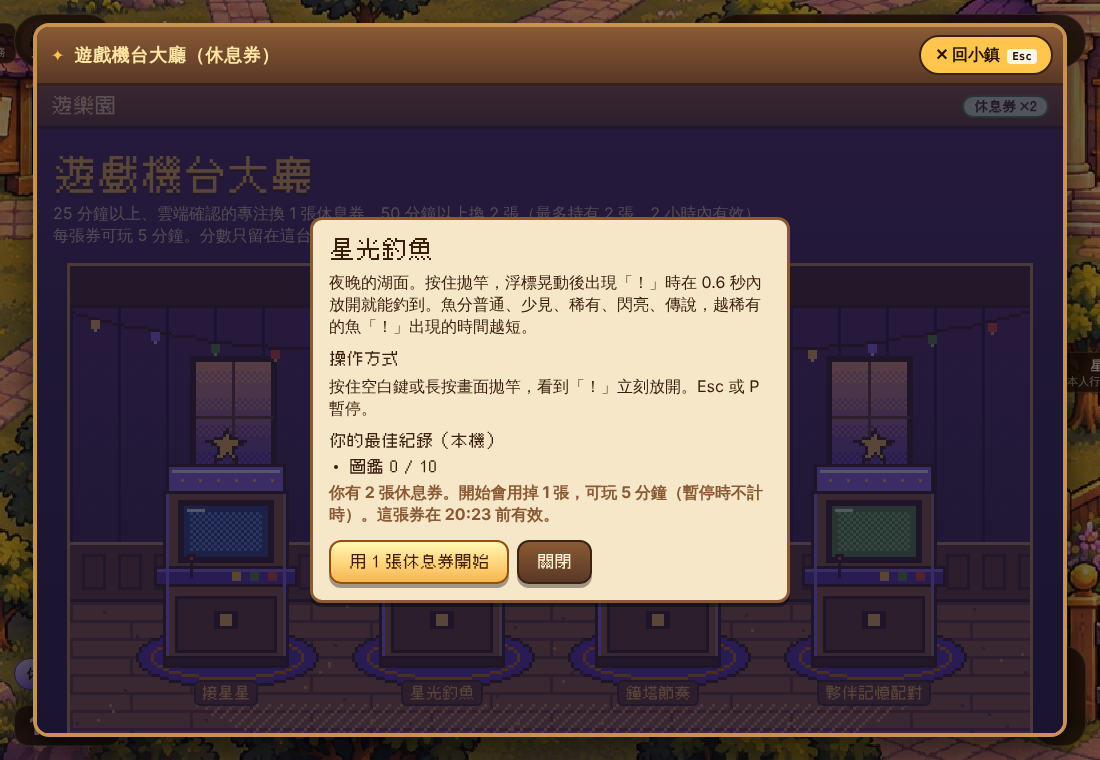 ✦ 遊戲機台大廳（休息券）
✕ 回小鎮 Esc
遊樂園
休息券 ×2
遊戲機台大廳
25 分鐘以上、雲端確認的專注換 1 張休息券，50 分鐘以上換 2 張（最多持有 2 張，2 小時內有效）。
每張券可玩 5 分鐘。分數只留在這台
星光釣魚
夜晚的湖面。按住拋竿，浮標晃動後出現「！」時在 0.6 秒內
放開就能釣到。魚分普通、少見、稀有、閃亮、傳說，越稀有
的魚「！」出現的時間越短。
操作方式
按住空白鍵或長按畫面拋竿，看到「！」立刻放開。Esc 或 P
暫停。
你的最佳紀錄（本機）
• 圖鑑 0 / 10
你有 2 張休息券。開始會用掉 1 張，可玩 5 分鐘（暫停時不計
時）。這張券在 20:23 前有效。
用 1 張休息券開始
關閉
接星星
星光釣魚
鐘塔節奏
夥伴記憶配對
本人行